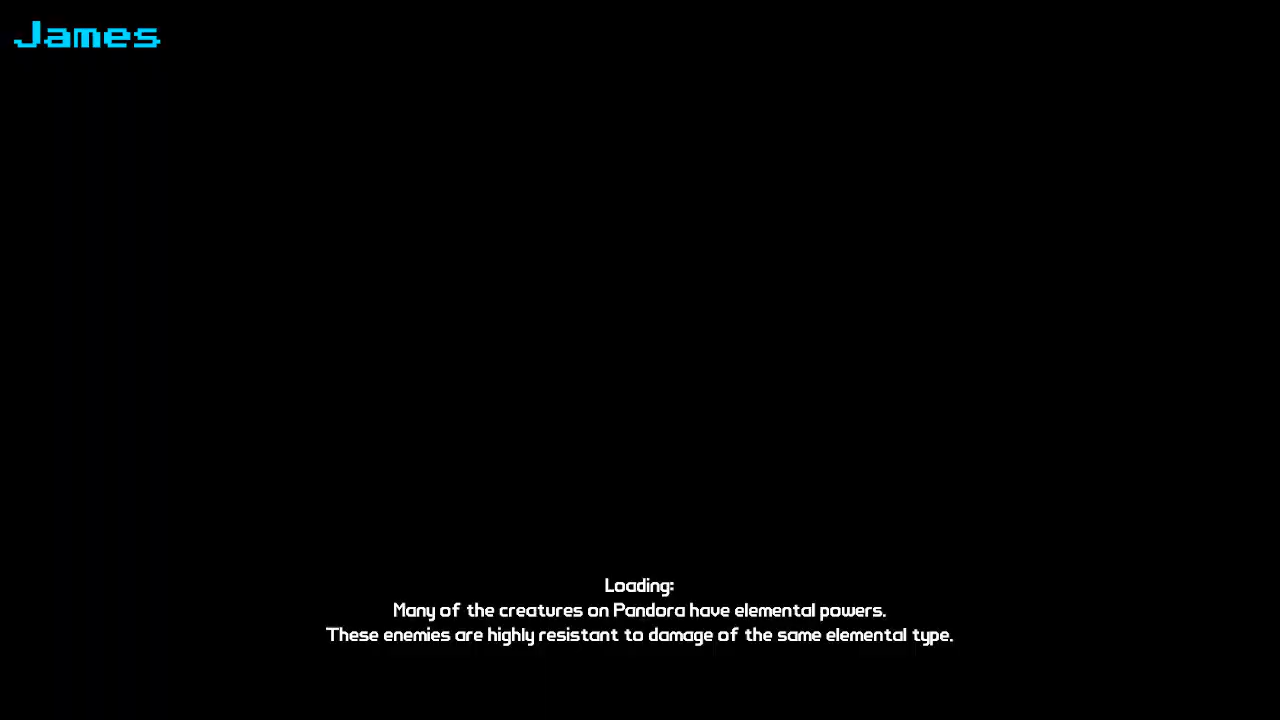 James
Loading:
Many of the creatures on Pandora have elemental powers.
These enemies are highly resistant to damage of the same elemental type.